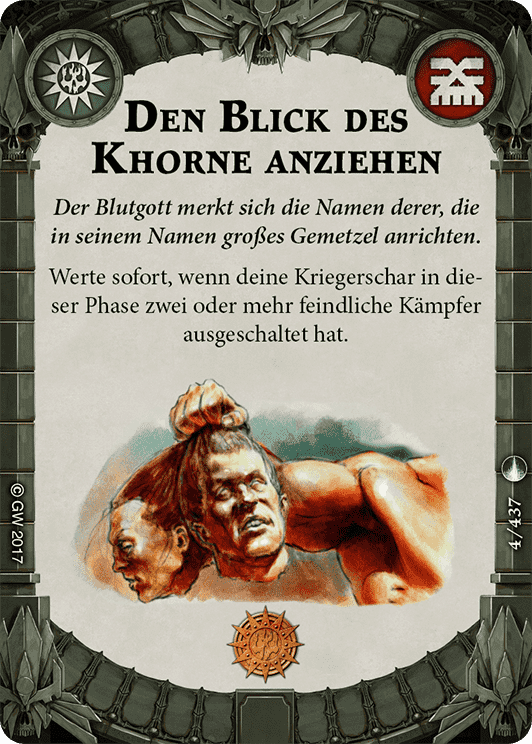 Den Blick des
Khorne anziehen
Der Blutgott merkt sich die Namen derer, die
in seinem Namen großes Gemetzel anrichten.
Werte sofort, wenn deine Kriegerschar in die-
ser Phase zwei oder mehr feindliche Kämpfer
ausgeschaltet hat.
© GW 2017
4/437